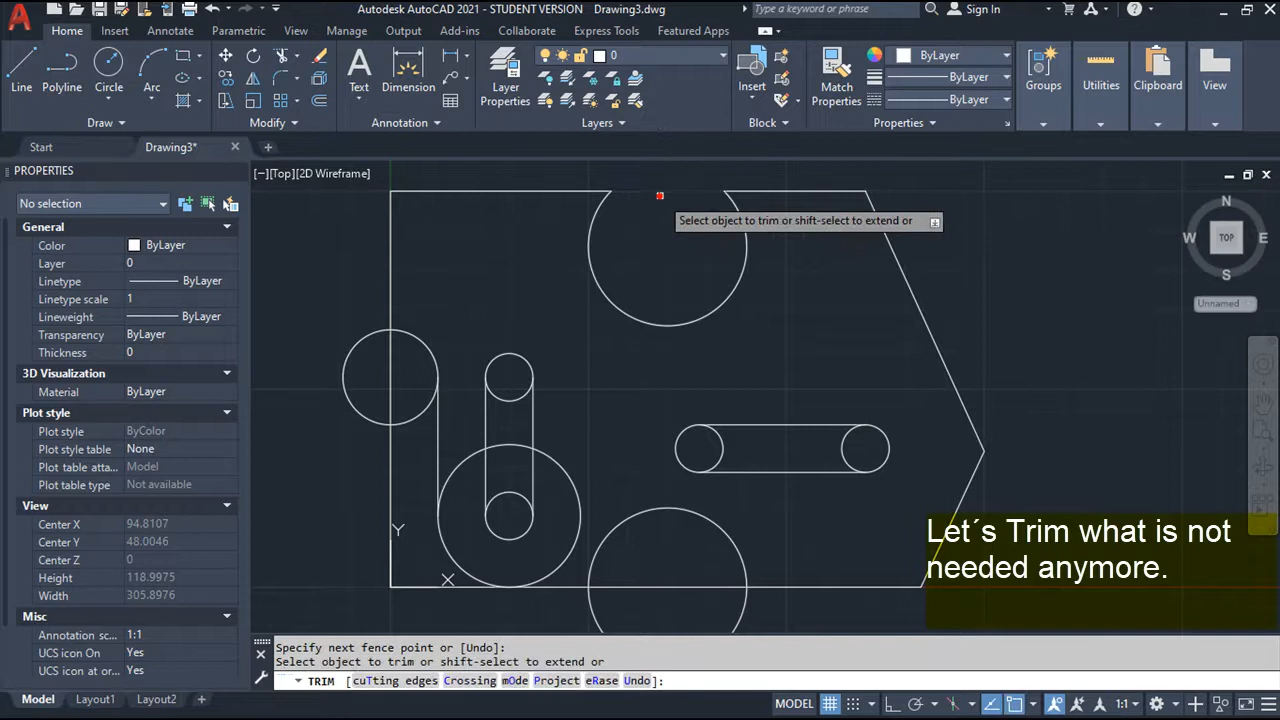 Autodesk AutoCAD 2021 - STUDENT VERSION Drawing3.dwg
Type a keyword or phrase
Sign In
Home Insert Annotate Parametric View Manage Output Add-ins Collaborate Express Tools Featured Apps
0
ByLayer
ByLayer
ByLayer
Line Polyline Circle Arc
Text Dimension
Layer Properties
Insert
Match Properties
Groups Utilities Clipboard View
Draw Modify Annotation Layers Block Properties
Start Drawing3*
PROPERTIES
[−][Top][2D Wireframe]
No selection
General
Color ByLayer
Layer 0
Linetype ByLayer
Linetype scale 1
Lineweight ByLayer
Transparency ByLayer
Thickness 0
3D Visualization
Material ByLayer
Plot style
Plot style ByColor
Plot style table None
Plot table atta... Model
Plot table type Not available
View
Center X 94.8107
Center Y 48.0046
Center Z 0
Height 118.9975
Width 305.8976
Misc
Annotation sc... 1:1
UCS icon On Yes
UCS icon at or... Yes
Select object to trim or shift-select to extend or
N
W TOP E
S
Unnamed
Y
X
Let´s Trim what is not
needed anymore.
Specify next fence point or [Undo]:
Select object to trim or shift-select to extend or
TRIM [cuTting edges Crossing mOde Project eRase Undo]:
Model Layout1 Layout2
MODEL
1:1